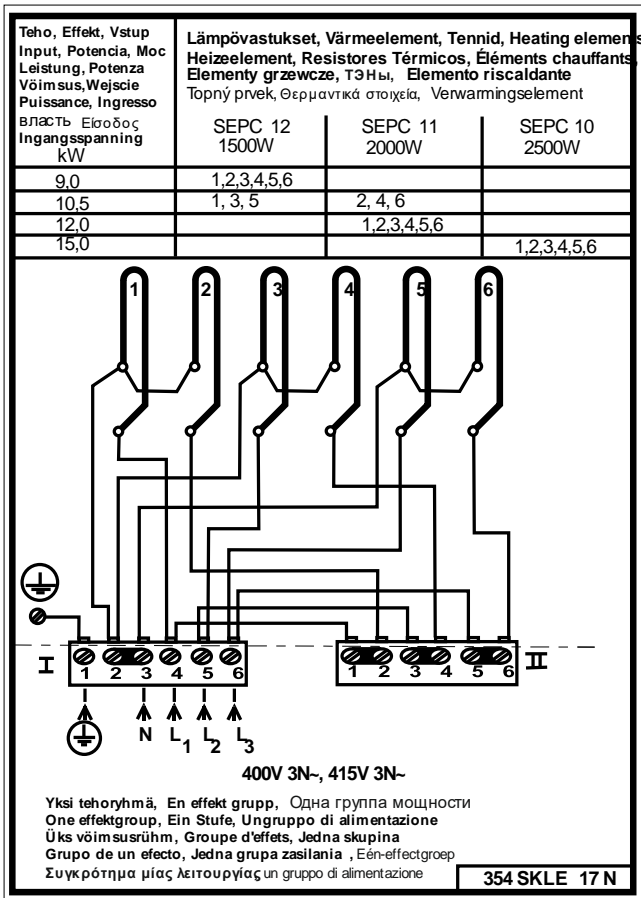 Teho, Effekt, Vstup
Input, Potencia, Moc
Leistung, Potenza
Vöimsus,Wejscie
Puissance, Ingresso
власть Είσοδος
Ingangsspanning
kW
Lämpövastukset, Värmeelement, Tennid, Heating elements
Heizeelement, Resistores Térmicos, Éléments chauffants,
Elementy grzewcze, ТЭНы, Elemento riscaldante
Topný prvek, Θερμαντικά στοιχεία, Verwarmingselement
SEPC 12 SEPC 11 SEPC 10
1500W 2000W 2500W
9,0 1,2,3,4,5,6
10,5 1, 3, 5 2, 4, 6
12,0 1,2,3,4,5,6
15,0 1,2,3,4,5,6
1 2 3 4 5 6
I 1 2 3 4 5 6 1 2 3 4 5 6 II
N L1 L2 L3
400V 3N~, 415V 3N~
Yksi tehoryhmä, En effekt grupp, Одна группа мощности
One effektgroup, Ein Stufe, Ungruppo di alimentazione
Üks vöimsusrühm, Groupe d'effets, Jedna skupina
Grupo de un efecto, Jedna grupa zasilania , Eén-effectgroep
Συγκρότημα μίας λειτουργίας un gruppo di alimentazione
354 SKLE 17 N